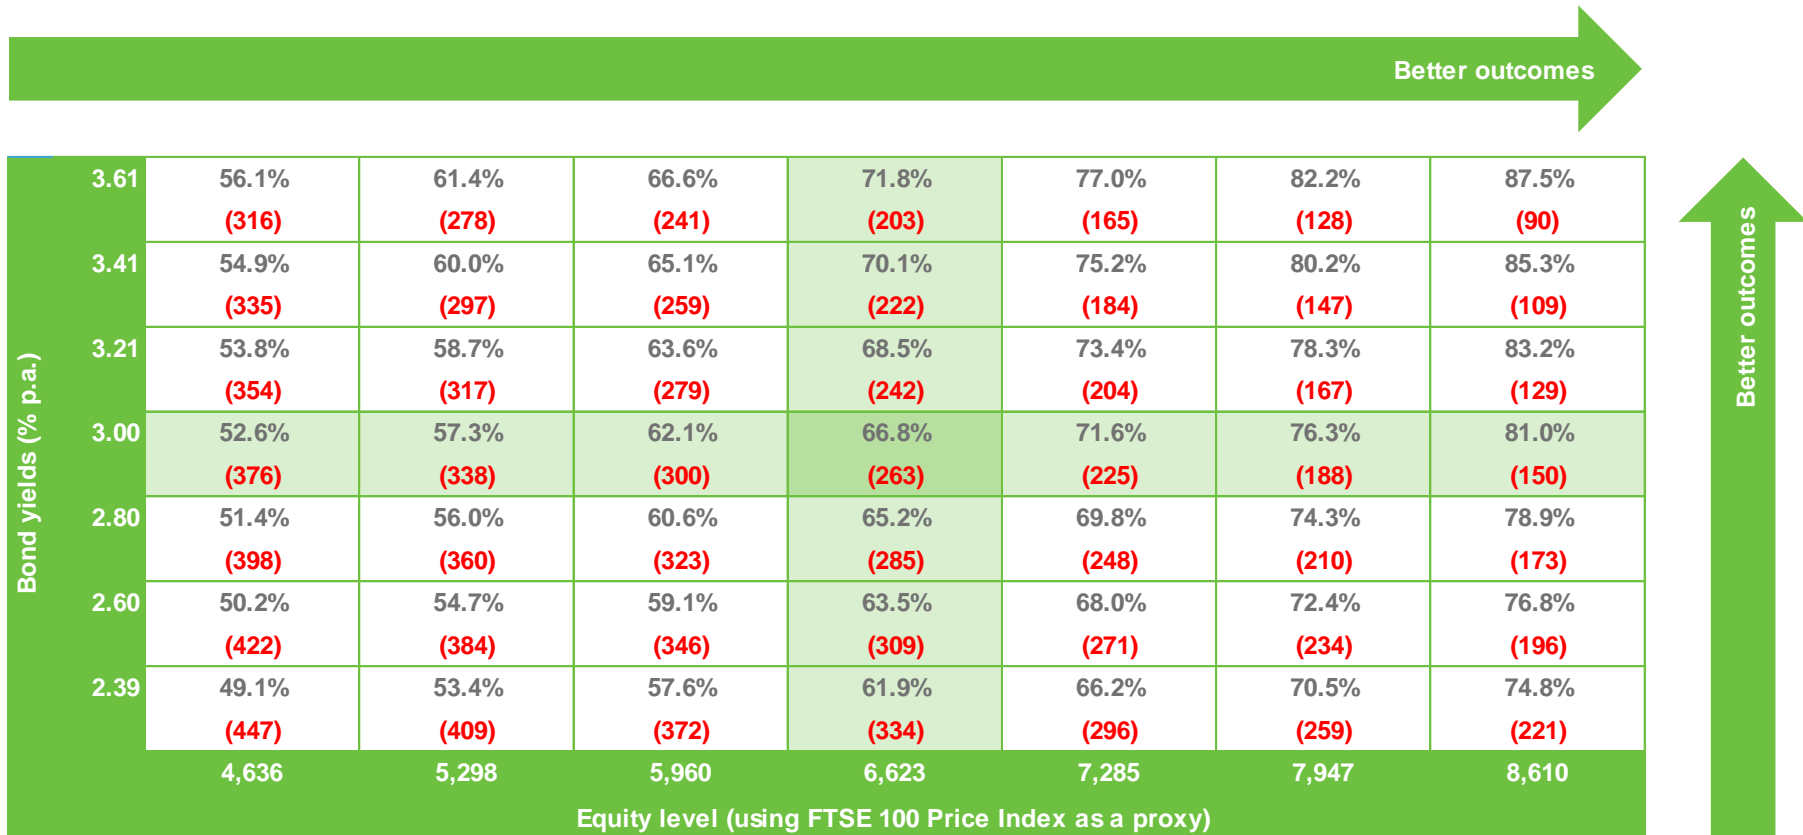 Better outcomes
3.61 56.1% 61.4% 66.6% 71.8% 77.0% 82.2% 87.5%
(316) (278) (241) (203) (165) (128) (90)
3.41 54.9% 60.0% 65.1% 70.1% 75.2% 80.2% 85.3%
(335) (297) (259) (222) (184) (147) (109)
3.21 53.8% 58.7% 63.6% 68.5% 73.4% 78.3% 83.2%
(354) (317) (279) (242) (204) (167) (129)
3.00 52.6% 57.3% 62.1% 66.8% 71.6% 76.3% 81.0%
(376) (338) (300) (263) (225) (188) (150)
2.80 51.4% 56.0% 60.6% 65.2% 69.8% 74.3% 78.9%
(398) (360) (323) (285) (248) (210) (173)
2.60 50.2% 54.7% 59.1% 63.5% 68.0% 72.4% 76.8%
(422) (384) (346) (309) (271) (234) (196)
2.39 49.1% 53.4% 57.6% 61.9% 66.2% 70.5% 74.8%
(447) (409) (372) (334) (296) (259) (221)
4,636 5,298 5,960 6,623 7,285 7,947 8,610
Equity level (using FTSE 100 Price Index as a proxy)
Bond yields (% p.a.)
Better outcomes